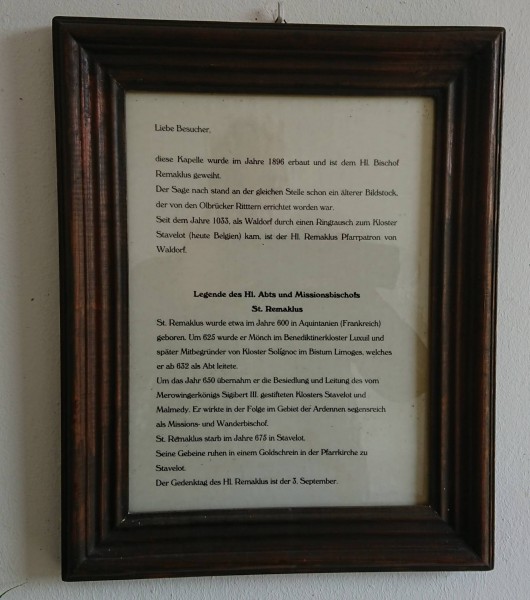 Liebe Besucher,
diese Kapelle wurde im Jahre 1896 erbaut und ist dem Hl. Bischof
Remaklus geweiht.
Der Sage nach stand an der gleichen Stelle schon ein älterer Bildstock,
der von den Olbrücker Ritttern errichtet worden war.
Seit dem Jahre 1033, als Waldorf durch einen Ringtausch zum Kloster
Stavelot (heute Belgien) kam, ist der Hl. Remaklus Pfarrpatron von
Waldorf.
Legende des Hl. Abts und Missionsbischofs
St. Remaklus
St. Remaklus wurde etwa im Jahre 600 in Aquintanien (Frankreich)
geboren. Um 625 wurde er Mönch im Benediktinerkloster Luxuil und
später Mitbegründer von Kloster Solignoc im Bistum Limoges, welches
er ab 632 als Abt leitete.
Um das Jahr 650 übernahm er die Besiedlung und Leitung des vom
Merowingerkönigs Sigibert III. gestifteten Klosters Stavelot und
Malmedy. Er wirkte in der Folge im Gebiet der Ardennen segensreich
als Missions- und Wanderbischof.
St. Remaklus starb im Jahre 675 in Stavelot.
Seine Gebeine ruhen in einem Goldschrein in der Pfarrkirche zu
Stavelot.
Der Gedenktag des Hl. Remaklus ist der 3. September.